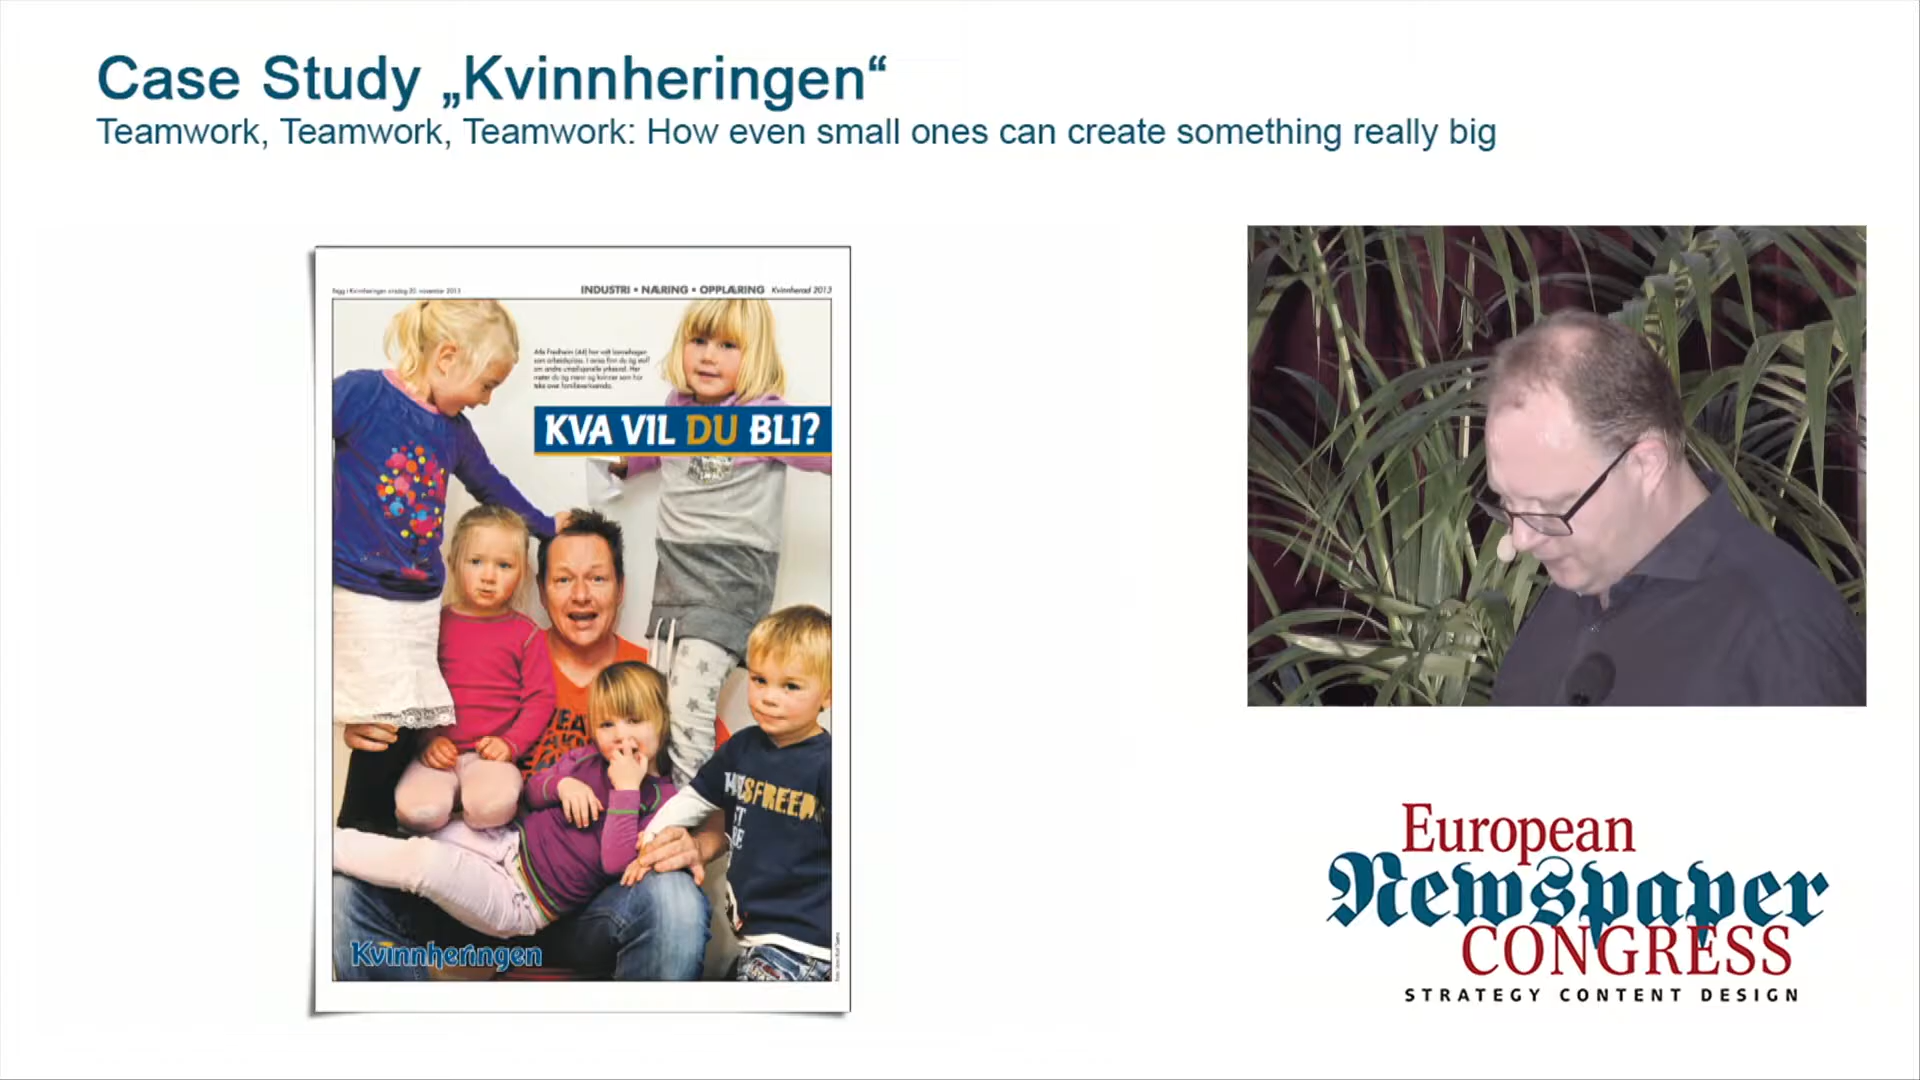 Case Study „Kvinnheringen“
Teamwork, Teamwork, Teamwork: How even small ones can create something really big
INDUSTRI • NÆRING • OPPLÆRING Kvinnherad 2013
KVA VIL DU BLI?
Kvinnheringen
European
Newspaper
CONGRESS
STRATEGY CONTENT DESIGN